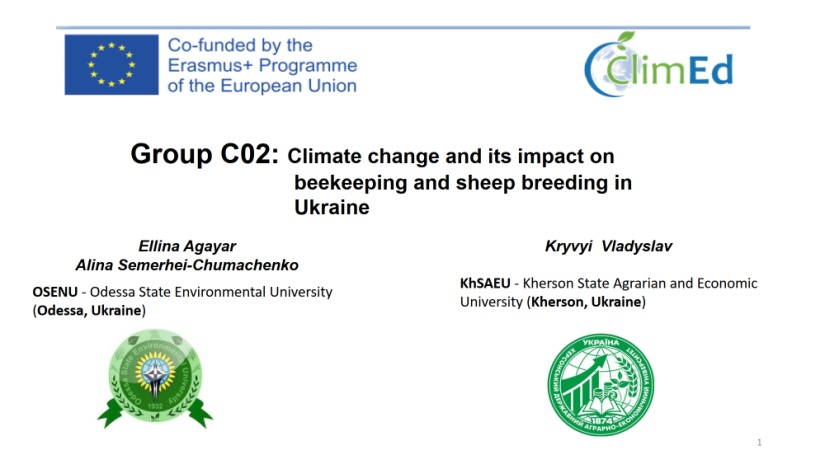 Co-funded by the
Erasmus+ Programme
of the European Union
ClimEd
Group C02: Climate change and its impact on
beekeeping and sheep breeding in
Ukraine
Ellina Agayar
Alina Semerhei-Chumachenko
OSENU - Odessa State Environmental University
(Odessa, Ukraine)
Odessa State Environmental University
1932
Kryvyi Vladyslav
KhSAEU - Kherson State Agrarian and Economic
University (Kherson, Ukraine)
УКРАЇНА
ХЕРСОНСЬКИЙ ДЕРЖАВНИЙ АГРАРНО-ЕКОНОМІЧНИЙ УНІВЕРСИТЕТ
1874
1